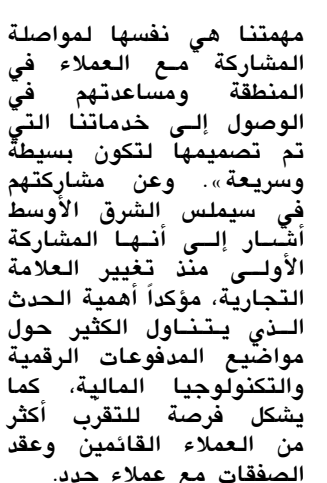 مهمتنا هي نفسها لمواصلة
المشاركة مع العملاء في
المنطقة ومساعدتهم في
الوصول إلى خدماتنا التي
تم تصميمها لتكون بسيطة
وسريعة». وعن مشاركتهم
في سيملس الشرق الأوسط
أشار إلى أنها المشاركة
الأولى منذ تغيير العلامة
التجارية، مؤكداً أهمية الحدث
الذي يتناول الكثير حول
مواضيع المدفوعات الرقمية
والتكنولوجيا المالية، كما
يشكل فرصة للتقرّب أكثر
من العملاء القائمين وعقد
الصفقات مع عملاء جدد.